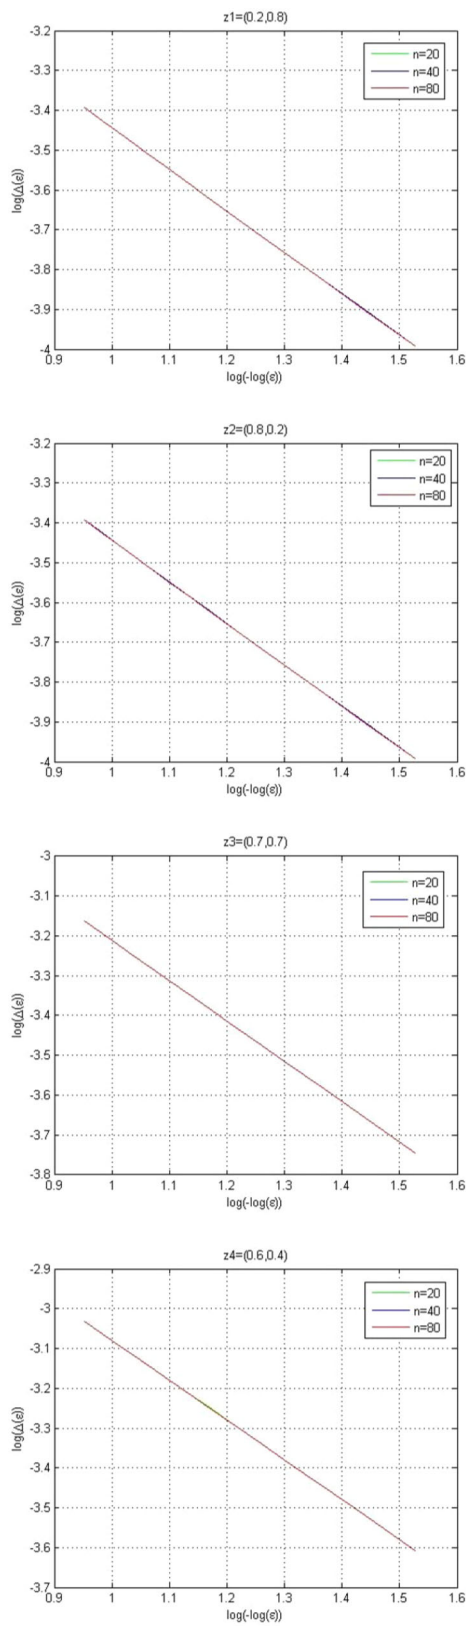 z1=(0.2,0.8)
-3.2
n=20
-3.3
n=40
n=80
-3.4
-3.5
-3.6
log(Δ(ε))
-3.7
-3.8
-3.9
-4
0.9 1 1.1 1.2 1.3 1.4 1.5 1.6
log(-log(ε))
z2=(0.8,0.2)
-3.2
n=20
n=40
-3.3
n=80
-3.4
-3.5
-3.6
log(Δ(ε))
-3.7
-3.8
-3.9
-4
0.9 1 1.1 1.2 1.3 1.4 1.5 1.6
log(-log(ε))
z3=(0.7,0.7)
-3
n=20
-3.1
n=40
n=80
-3.2
-3.3
-3.4
log(Δ(ε))
-3.5
-3.6
-3.7
-3.8
0.9 1 1.1 1.2 1.3 1.4 1.5 1.6
log(-log(ε))
z4=(0.6,0.4)
-2.9
n=20
-3
n=40
n=80
-3.1
-3.2
-3.3
log(Δ(ε))
-3.4
-3.5
-3.6
-3.7
0.9 1 1.1 1.2 1.3 1.4 1.5 1.6
log(-log(ε))